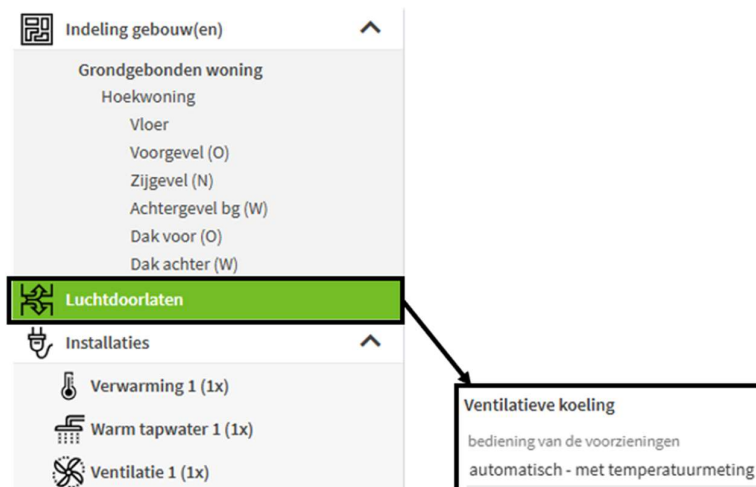 Indeling gebouw(en)
Grondgebonden woning
Hoekwoning
Vloer
Voorgevel (O)
Zijgevel (N)
Achtergevel bg (W)
Dak voor (O)
Dak achter (W)
Luchtdoorlaten
Installaties
Verwarming 1 (1x)
Warm tapwater 1 (1x)
Ventilatie 1 (1x)
Ventilatieve koeling
bediening van de voorzieningen
automatisch - met temperatuurmeting